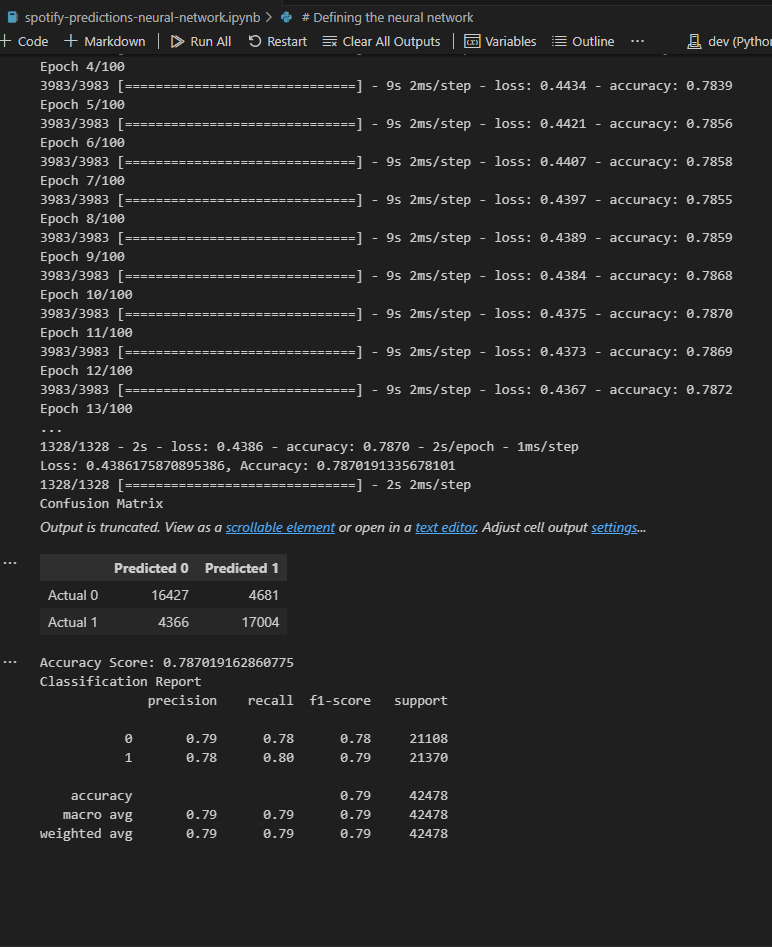 spotify-predictions-neural-network.ipynb > # Defining the neural network
+ Code + Markdown | Run All Restart Clear All Outputs | Variables Outline ... dev (Python
Epoch 4/100
3983/3983 [==============================] - 9s 2ms/step - loss: 0.4434 - accuracy: 0.7839
Epoch 5/100
3983/3983 [==============================] - 9s 2ms/step - loss: 0.4421 - accuracy: 0.7856
Epoch 6/100
3983/3983 [==============================] - 9s 2ms/step - loss: 0.4407 - accuracy: 0.7858
Epoch 7/100
3983/3983 [==============================] - 9s 2ms/step - loss: 0.4397 - accuracy: 0.7855
Epoch 8/100
3983/3983 [==============================] - 9s 2ms/step - loss: 0.4389 - accuracy: 0.7859
Epoch 9/100
3983/3983 [==============================] - 9s 2ms/step - loss: 0.4384 - accuracy: 0.7868
Epoch 10/100
3983/3983 [==============================] - 9s 2ms/step - loss: 0.4375 - accuracy: 0.7870
Epoch 11/100
3983/3983 [==============================] - 9s 2ms/step - loss: 0.4373 - accuracy: 0.7869
Epoch 12/100
3983/3983 [==============================] - 9s 2ms/step - loss: 0.4367 - accuracy: 0.7872
Epoch 13/100
...
1328/1328 - 2s - loss: 0.4386 - accuracy: 0.7870 - 2s/epoch - 1ms/step
Loss: 0.4386175870895386, Accuracy: 0.7870191335678101
1328/1328 [==============================] - 2s 2ms/step
Confusion Matrix
Output is truncated. View as a scrollable element or open in a text editor. Adjust cell output settings...
... Predicted 0 Predicted 1
Actual 0 16427 4681
Actual 1 4366 17004
... Accuracy Score: 0.787019162860775
Classification Report
precision recall f1-score support
0 0.79 0.78 0.78 21108
1 0.78 0.80 0.79 21370
accuracy 0.79 42478
macro avg 0.79 0.79 0.79 42478
weighted avg 0.79 0.79 0.79 42478